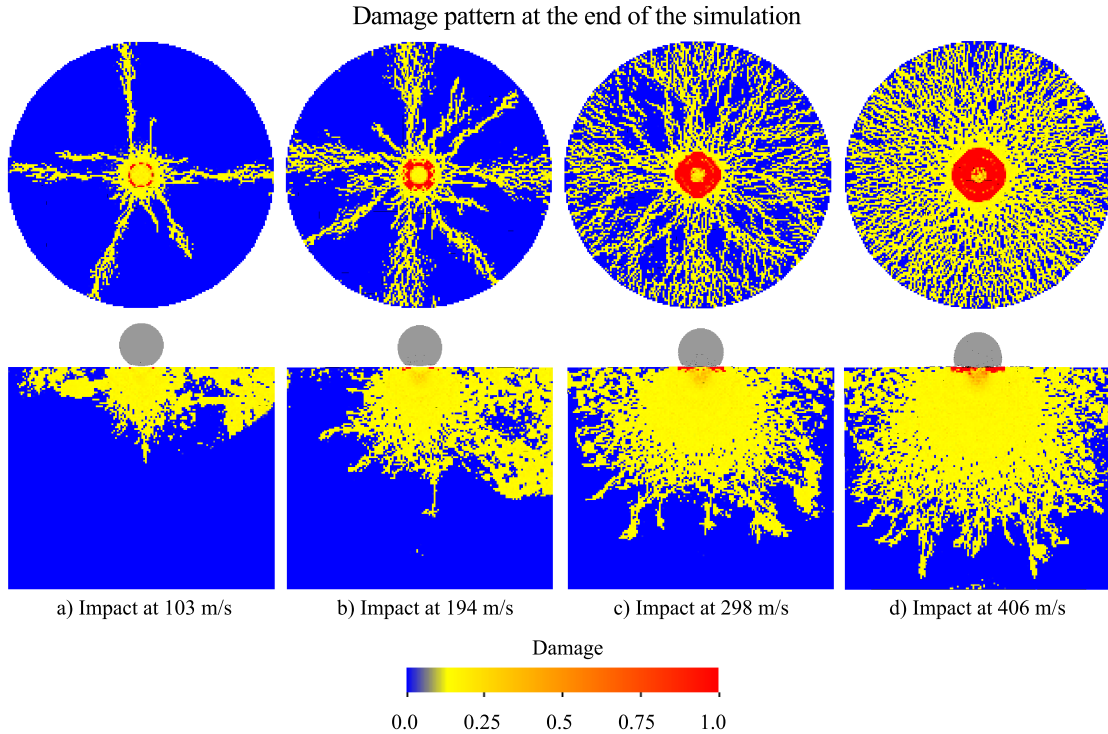 Damage pattern at the end of the simulation
a) Impact at 103 m/s
b) Impact at 194 m/s
c) Impact at 298 m/s
d) Impact at 406 m/s
Damage
0.0 0.25 0.50 0.75 1.0